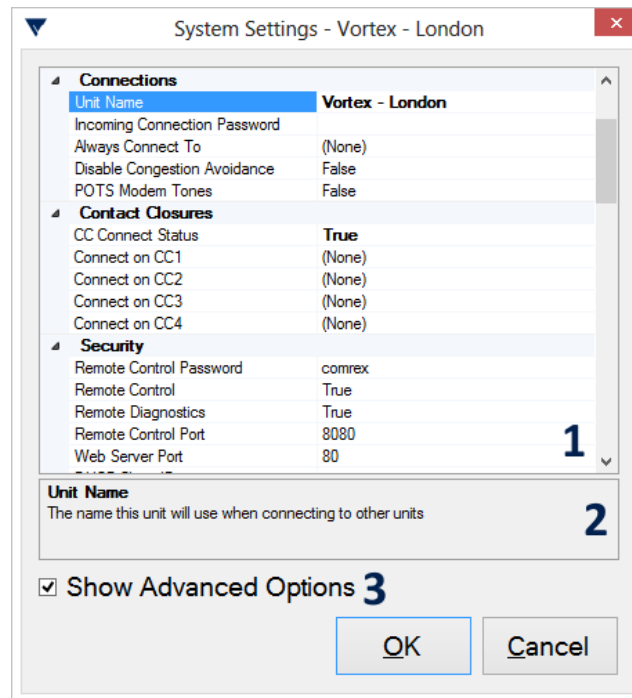 System Settings - Vortex - London
Connections
Unit Name Vortex - London
Incoming Connection Password
Always Connect To (None)
Disable Congestion Avoidance False
POTS Modem Tones False
Contact Closures
CC Connect Status True
Connect on CC1 (None)
Connect on CC2 (None)
Connect on CC3 (None)
Connect on CC4 (None)
Security
Remote Control Password comrex
Remote Control True
Remote Diagnostics True
Remote Control Port 8080
Web Server Port 80
1
Unit Name
The name this unit will use when connecting to other units
2
Show Advanced Options 3
OK Cancel